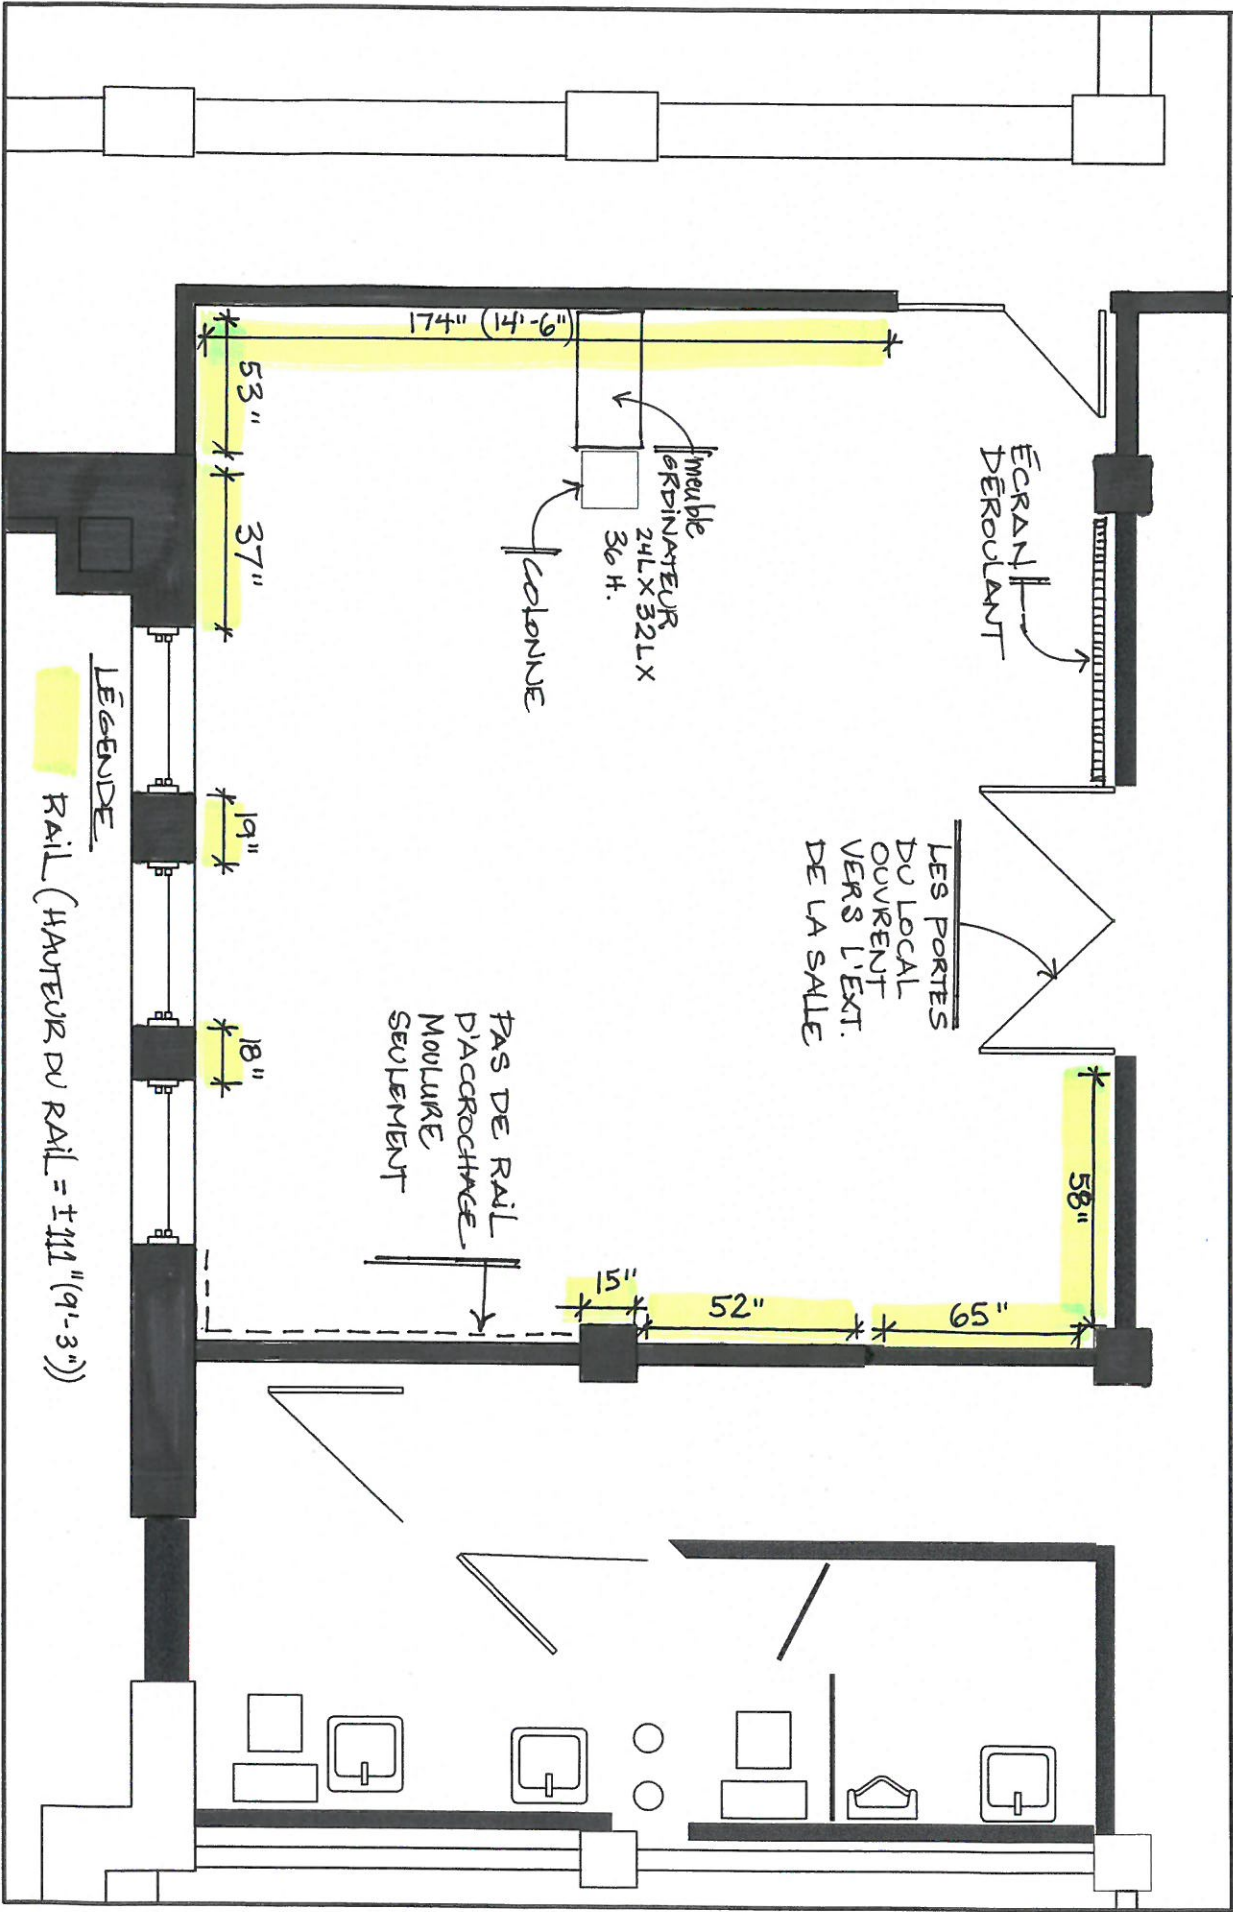 ÉCRAN
DÉROULANT
LES PORTES
DU LOCAL
OUVRENT
VERS L'EXT.
DE LA SALLE
58"
174" (14'-6")
meuble
ORDINATEUR
24L X 32L X
36 H.
COLONNE
15"
52"
65"
PAS DE RAIL
D'ACCROCHAGE
MOULURE
SEULEMENT
53"
37"
19"
18"
LÉGENDE
RAIL (HAUTEUR DU RAIL = ±111" (9'-3"))